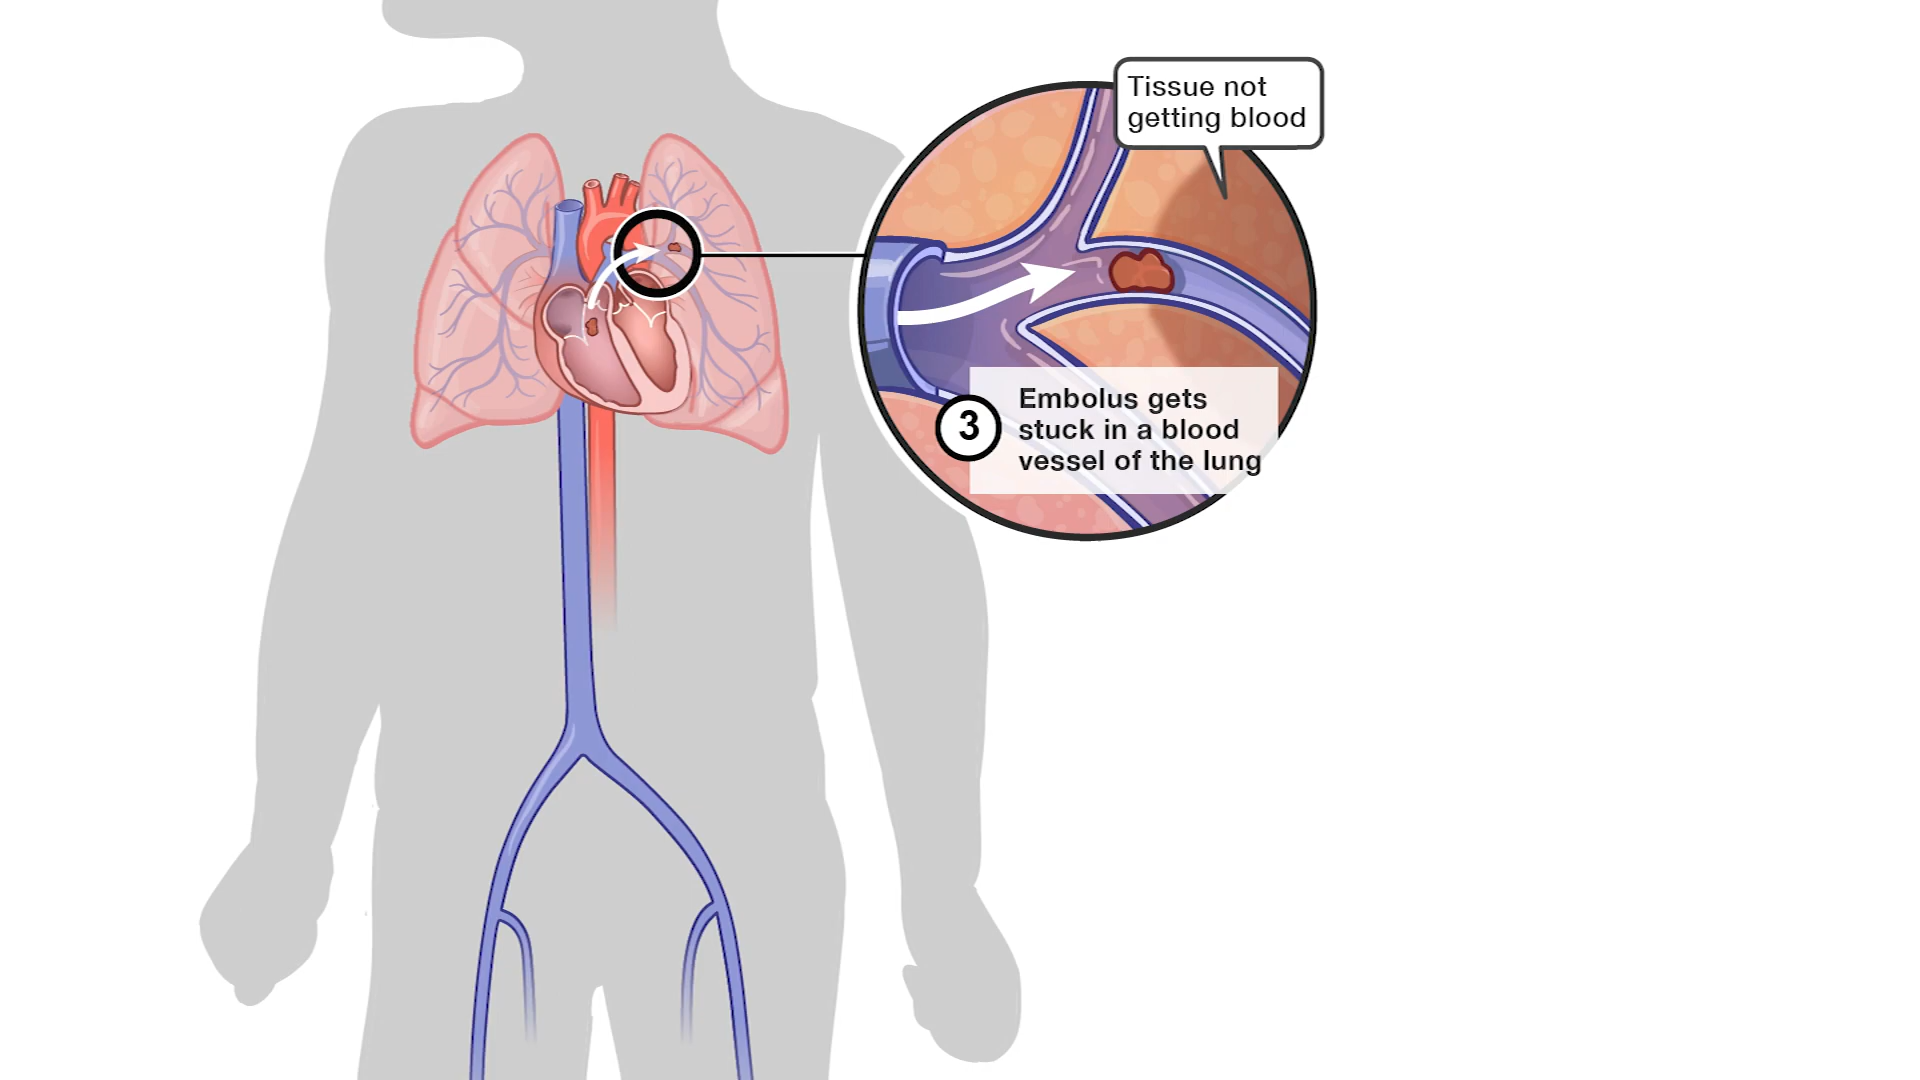 Tissue not
getting blood
3
Embolus gets
stuck in a blood
vessel of the lung